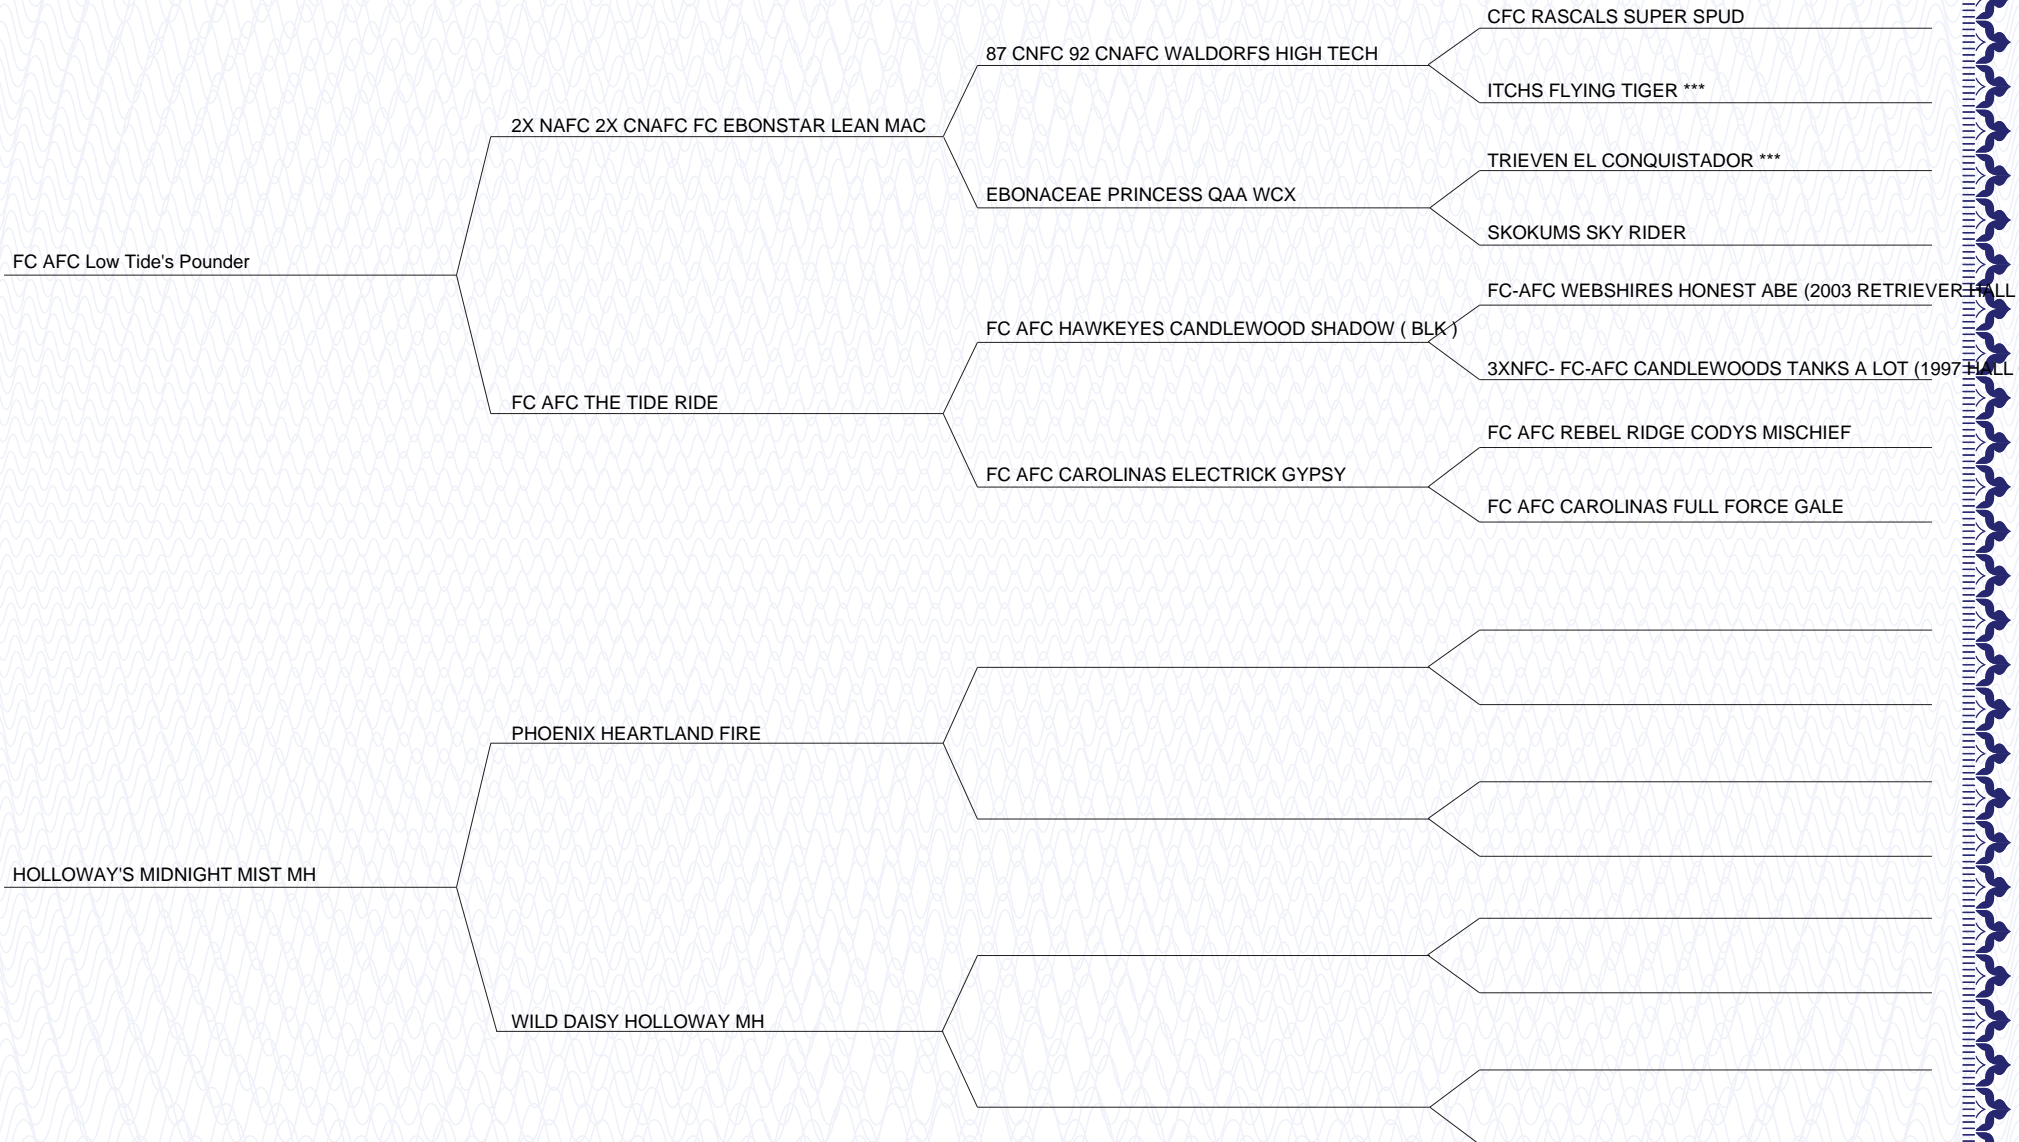 CFC RASCALS SUPER SPUD
87 CNFC 92 CNAFC WALDORFS HIGH TECH
ITCHS FLYING TIGER ***
2X NAFC 2X CNAFC FC EBONSTAR LEAN MAC
TRIEVEN EL CONQUISTADOR ***
EBONACEAE PRINCESS QAA WCX
SKOKUMS SKY RIDER
FC AFC Low Tide's Pounder
FC-AFC WEBSHIRES HONEST ABE (2003 RETRIEVER HALL
FC AFC HAWKEYES CANDLEWOOD SHADOW ( BLK )
3XNFC- FC-AFC CANDLEWOODS TANKS A LOT (1997 HALL
FC AFC THE TIDE RIDE
FC AFC REBEL RIDGE CODYS MISCHIEF
FC AFC CAROLINAS ELECTRICK GYPSY
FC AFC CAROLINAS FULL FORCE GALE
PHOENIX HEARTLAND FIRE
HOLLOWAY'S MIDNIGHT MIST MH
WILD DAISY HOLLOWAY MH